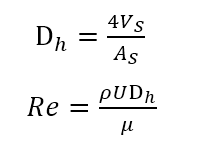 D_h = 4V_S / A_S
Re = ρUD_h / μ